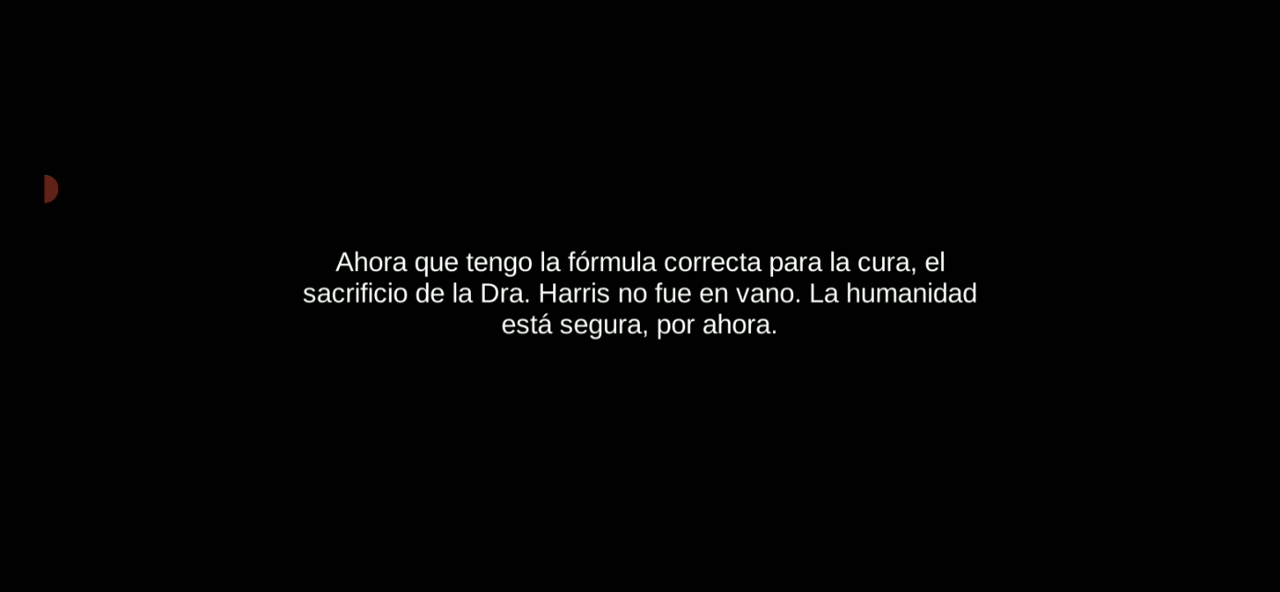 Ahora que tengo la fórmula correcta para la cura, el
sacrificio de la Dra. Harris no fue en vano. La humanidad
está segura, por ahora.